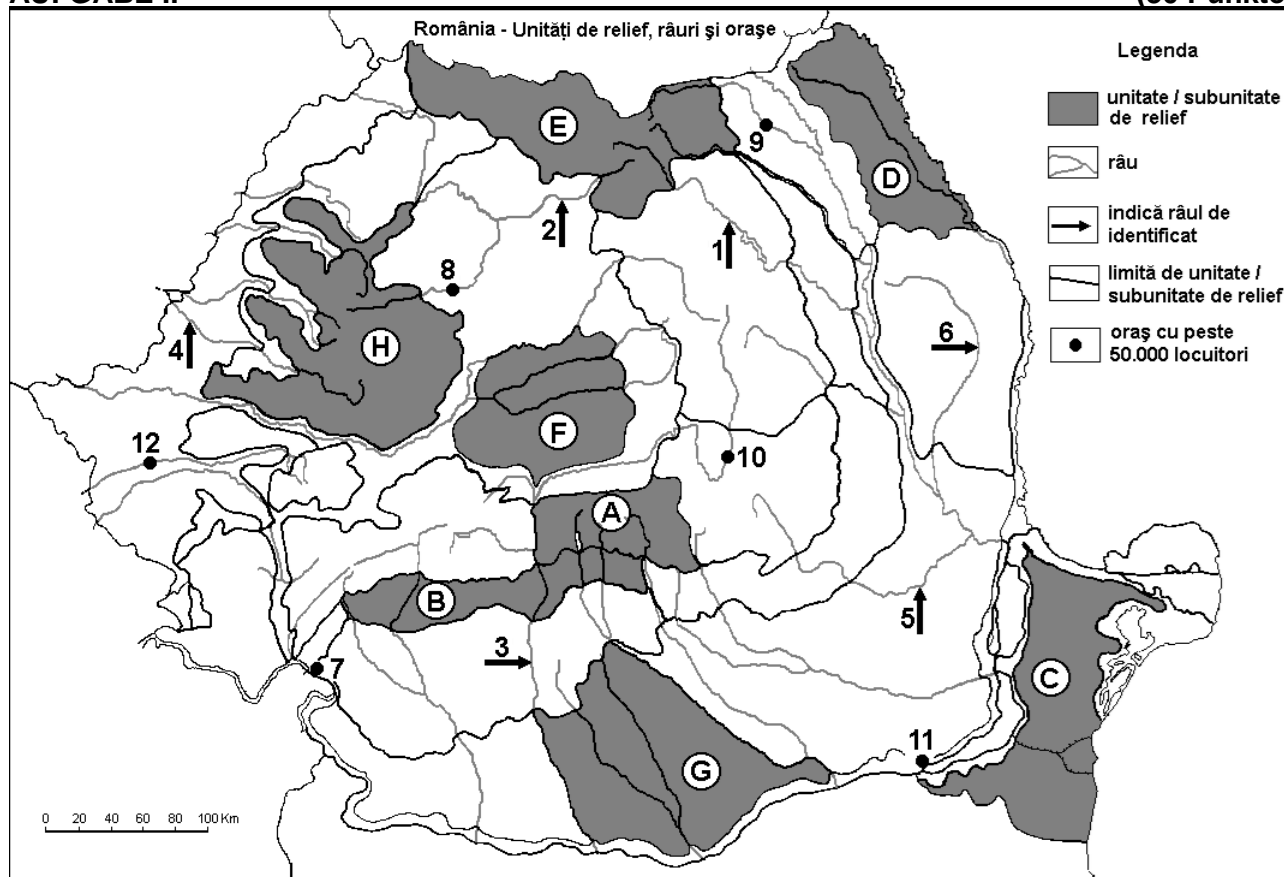 România - Unități de relief, râuri și orașe
Legenda
unitate / subunitate
de relief
râu
indică râul de
identificat
limită de unitate /
subunitate de relief
oraș cu peste
50.000 locuitori
E
D
9
2
1
8
H
4
6
F
12
10
A
B
5
3
7
C
11
G
0 20 40 60 80 100 Km